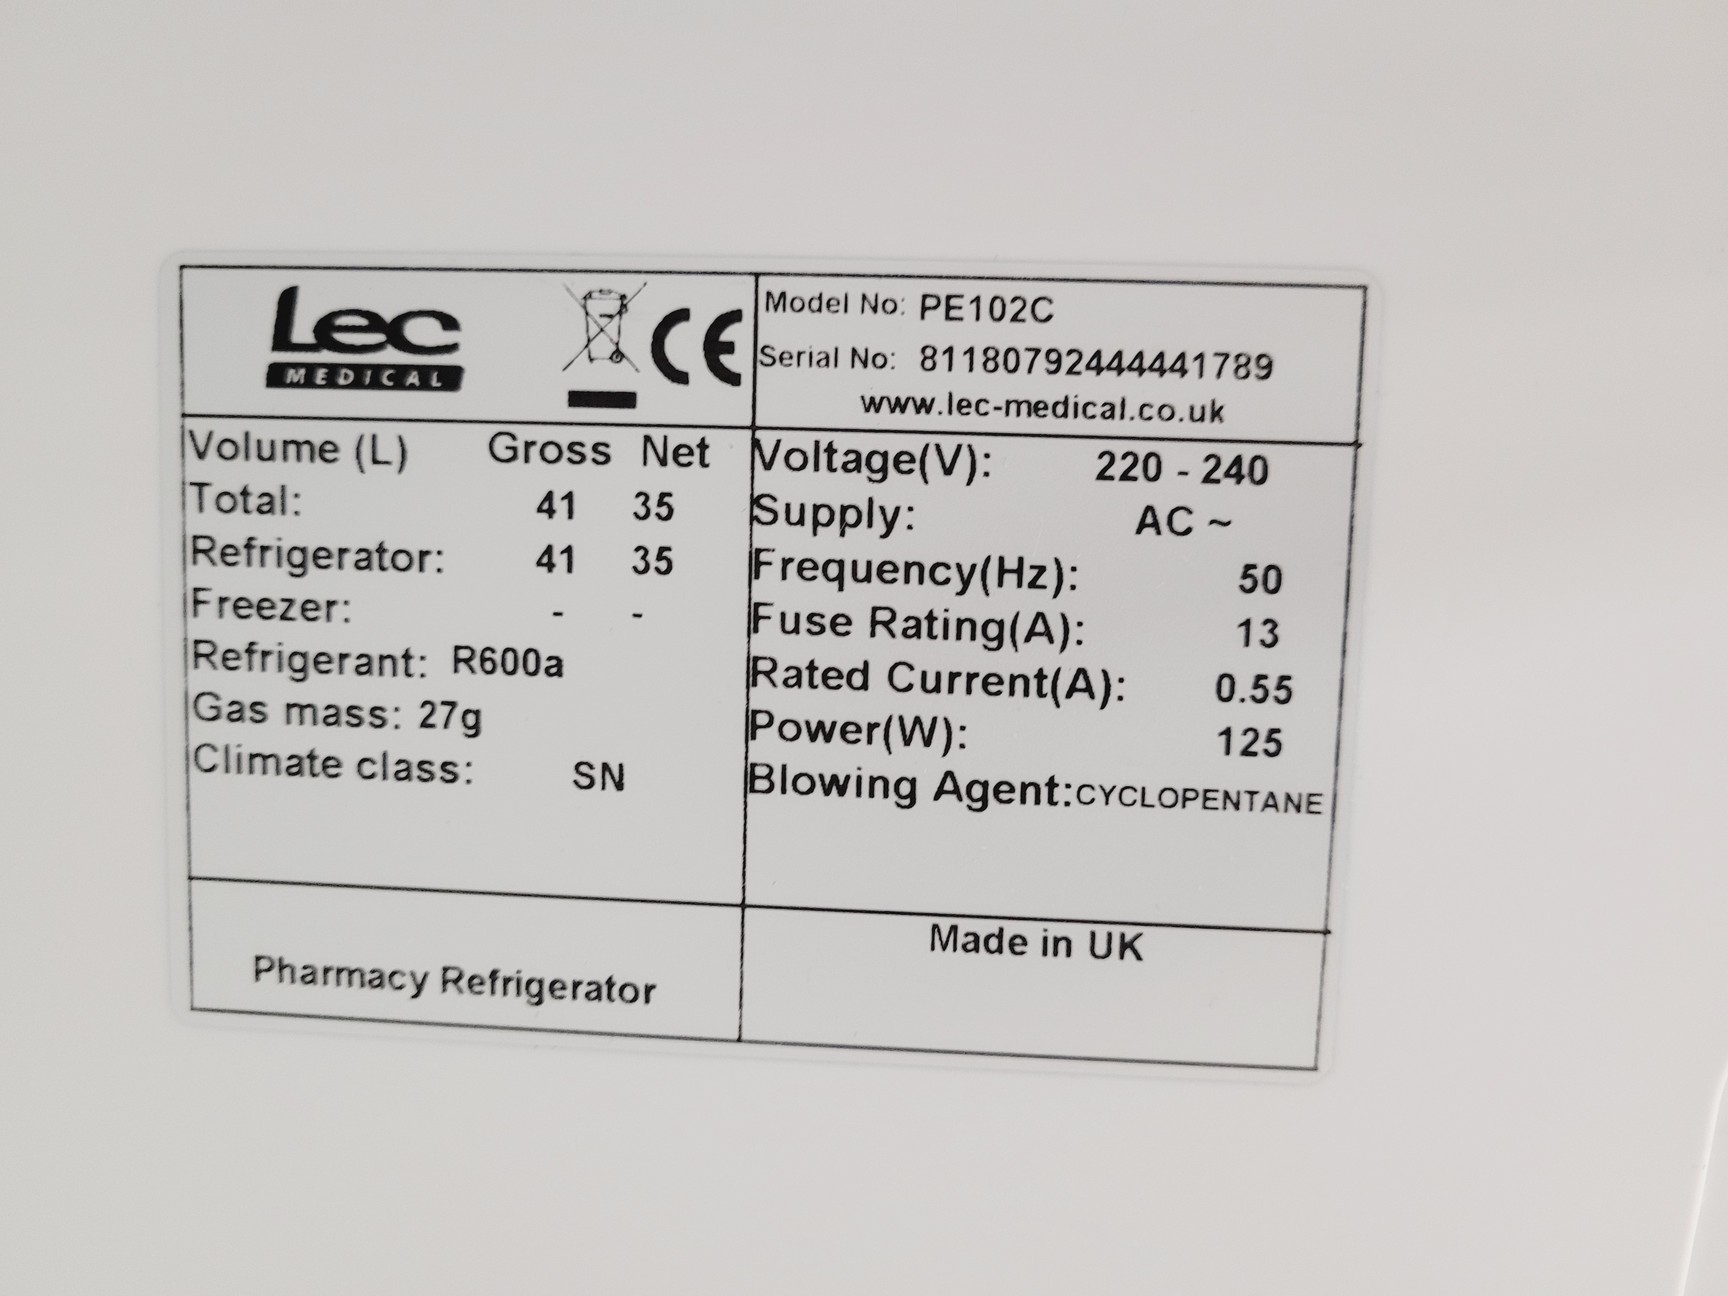 Lec
MEDICAL
CE
Model No: PE102C
Serial No: 81180792444441789
www.lec-medical.co.uk
Volume (L) Gross Net
Total: 41 35
Refrigerator: 41 35
Freezer: - -
Refrigerant: R600a
Gas mass: 27g
Climate class: SN
Voltage(V): 220 - 240
Supply: AC ~
Frequency(Hz): 50
Fuse Rating(A): 13
Rated Current(A): 0.55
Power(W): 125
Blowing Agent:CYCLOPENTANE
Pharmacy Refrigerator
Made in UK